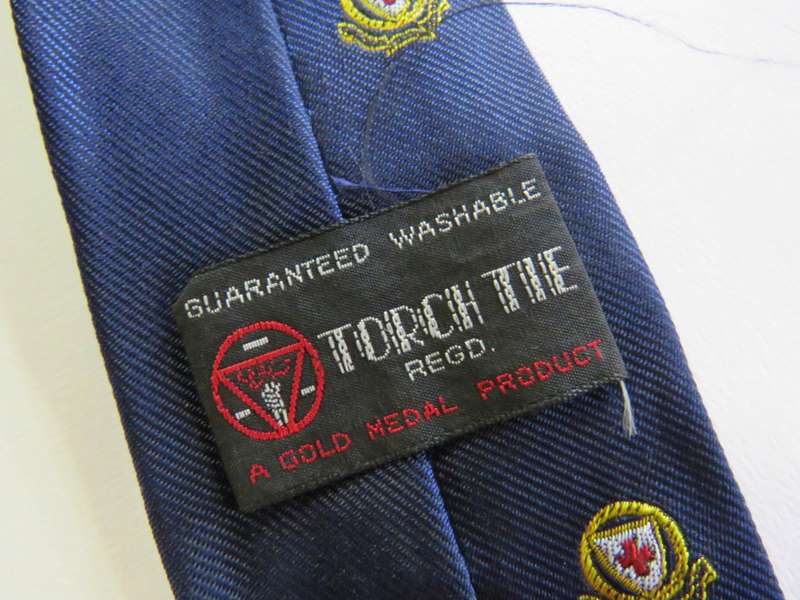 GUARANTEED WASHABLE
TORCH TIE
REGD.
A GOLD MEDAL PRODUCT